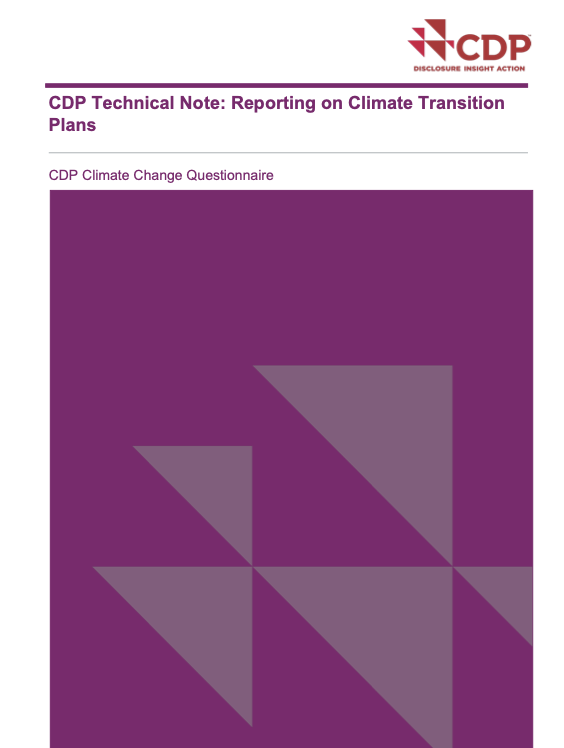 CDP
DISCLOSURE INSIGHT ACTION
CDP Technical Note: Reporting on Climate Transition
Plans
CDP Climate Change Questionnaire